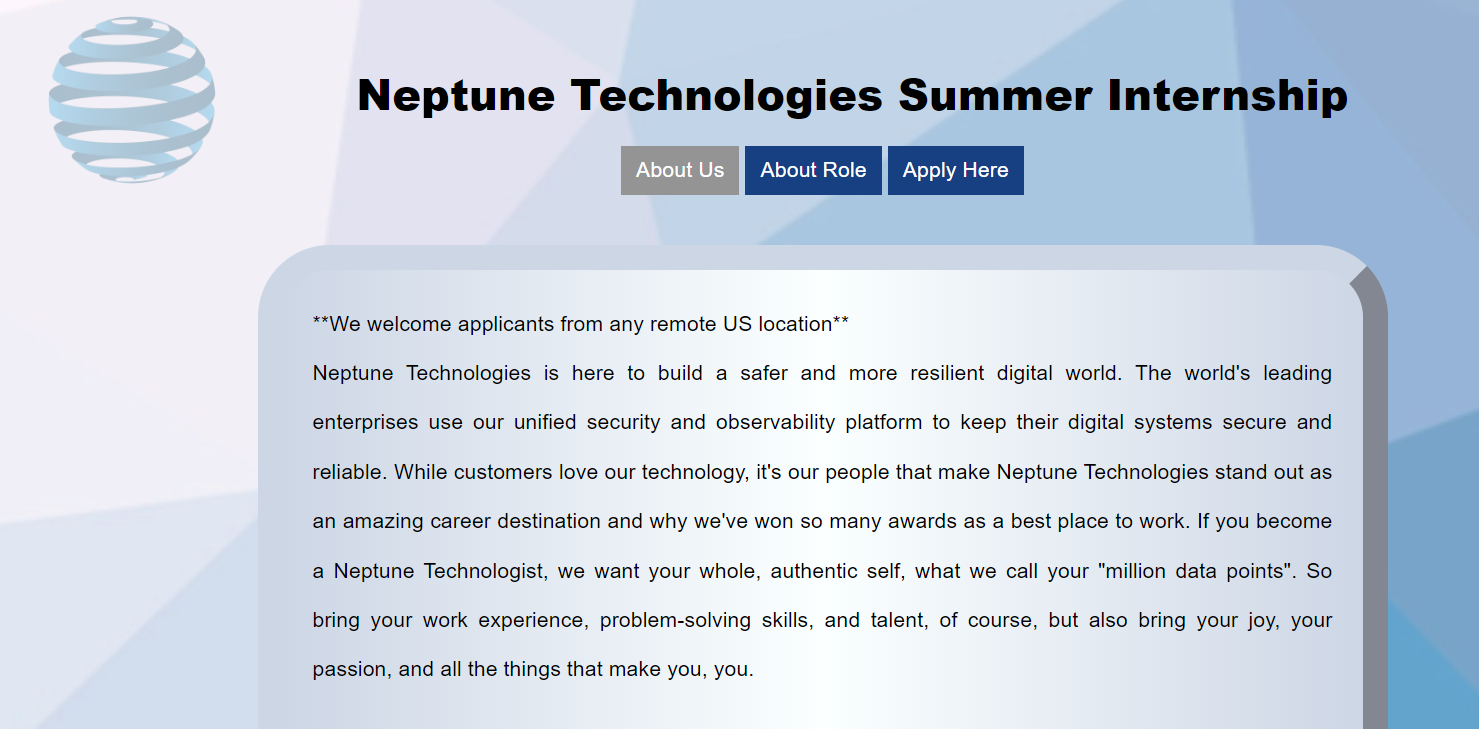 Neptune Technologies Summer Internship
About Us About Role Apply Here
**We welcome applicants from any remote US location**
Neptune Technologies is here to build a safer and more resilient digital world. The world's leading
enterprises use our unified security and observability platform to keep their digital systems secure and
reliable. While customers love our technology, it's our people that make Neptune Technologies stand out as
an amazing career destination and why we've won so many awards as a best place to work. If you become
a Neptune Technologist, we want your whole, authentic self, what we call your "million data points". So
bring your work experience, problem-solving skills, and talent, of course, but also bring your joy, your
passion, and all the things that make you, you.